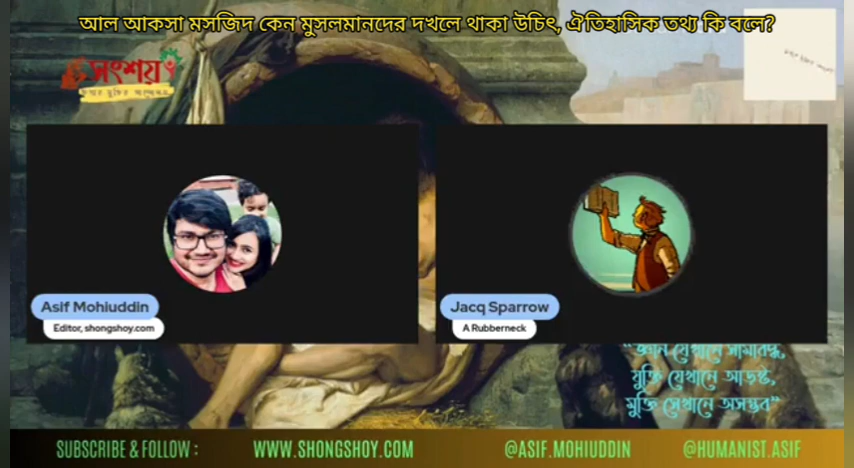 আল আকসা মসজিদ কেন মুসলমানদের দখলে থাকা উচিৎ, ঐতিহাসিক তথ্য কি বলে?
সংশয়
Asif Mohiuddin
Editor, shongshoy.com
Jacq Sparrow
A Rubberneck
"জ্ঞান যেখানে সীমাবদ্ধ,
যুক্তি যেখানে আড়ষ্ট,
মুক্তি সেখানে অসম্ভব"
SUBSCRIBE & FOLLOW :
WWW.SHONGSHOY.COM
@ASIF.MOHIUDDIN
@HUMANIST.ASIF